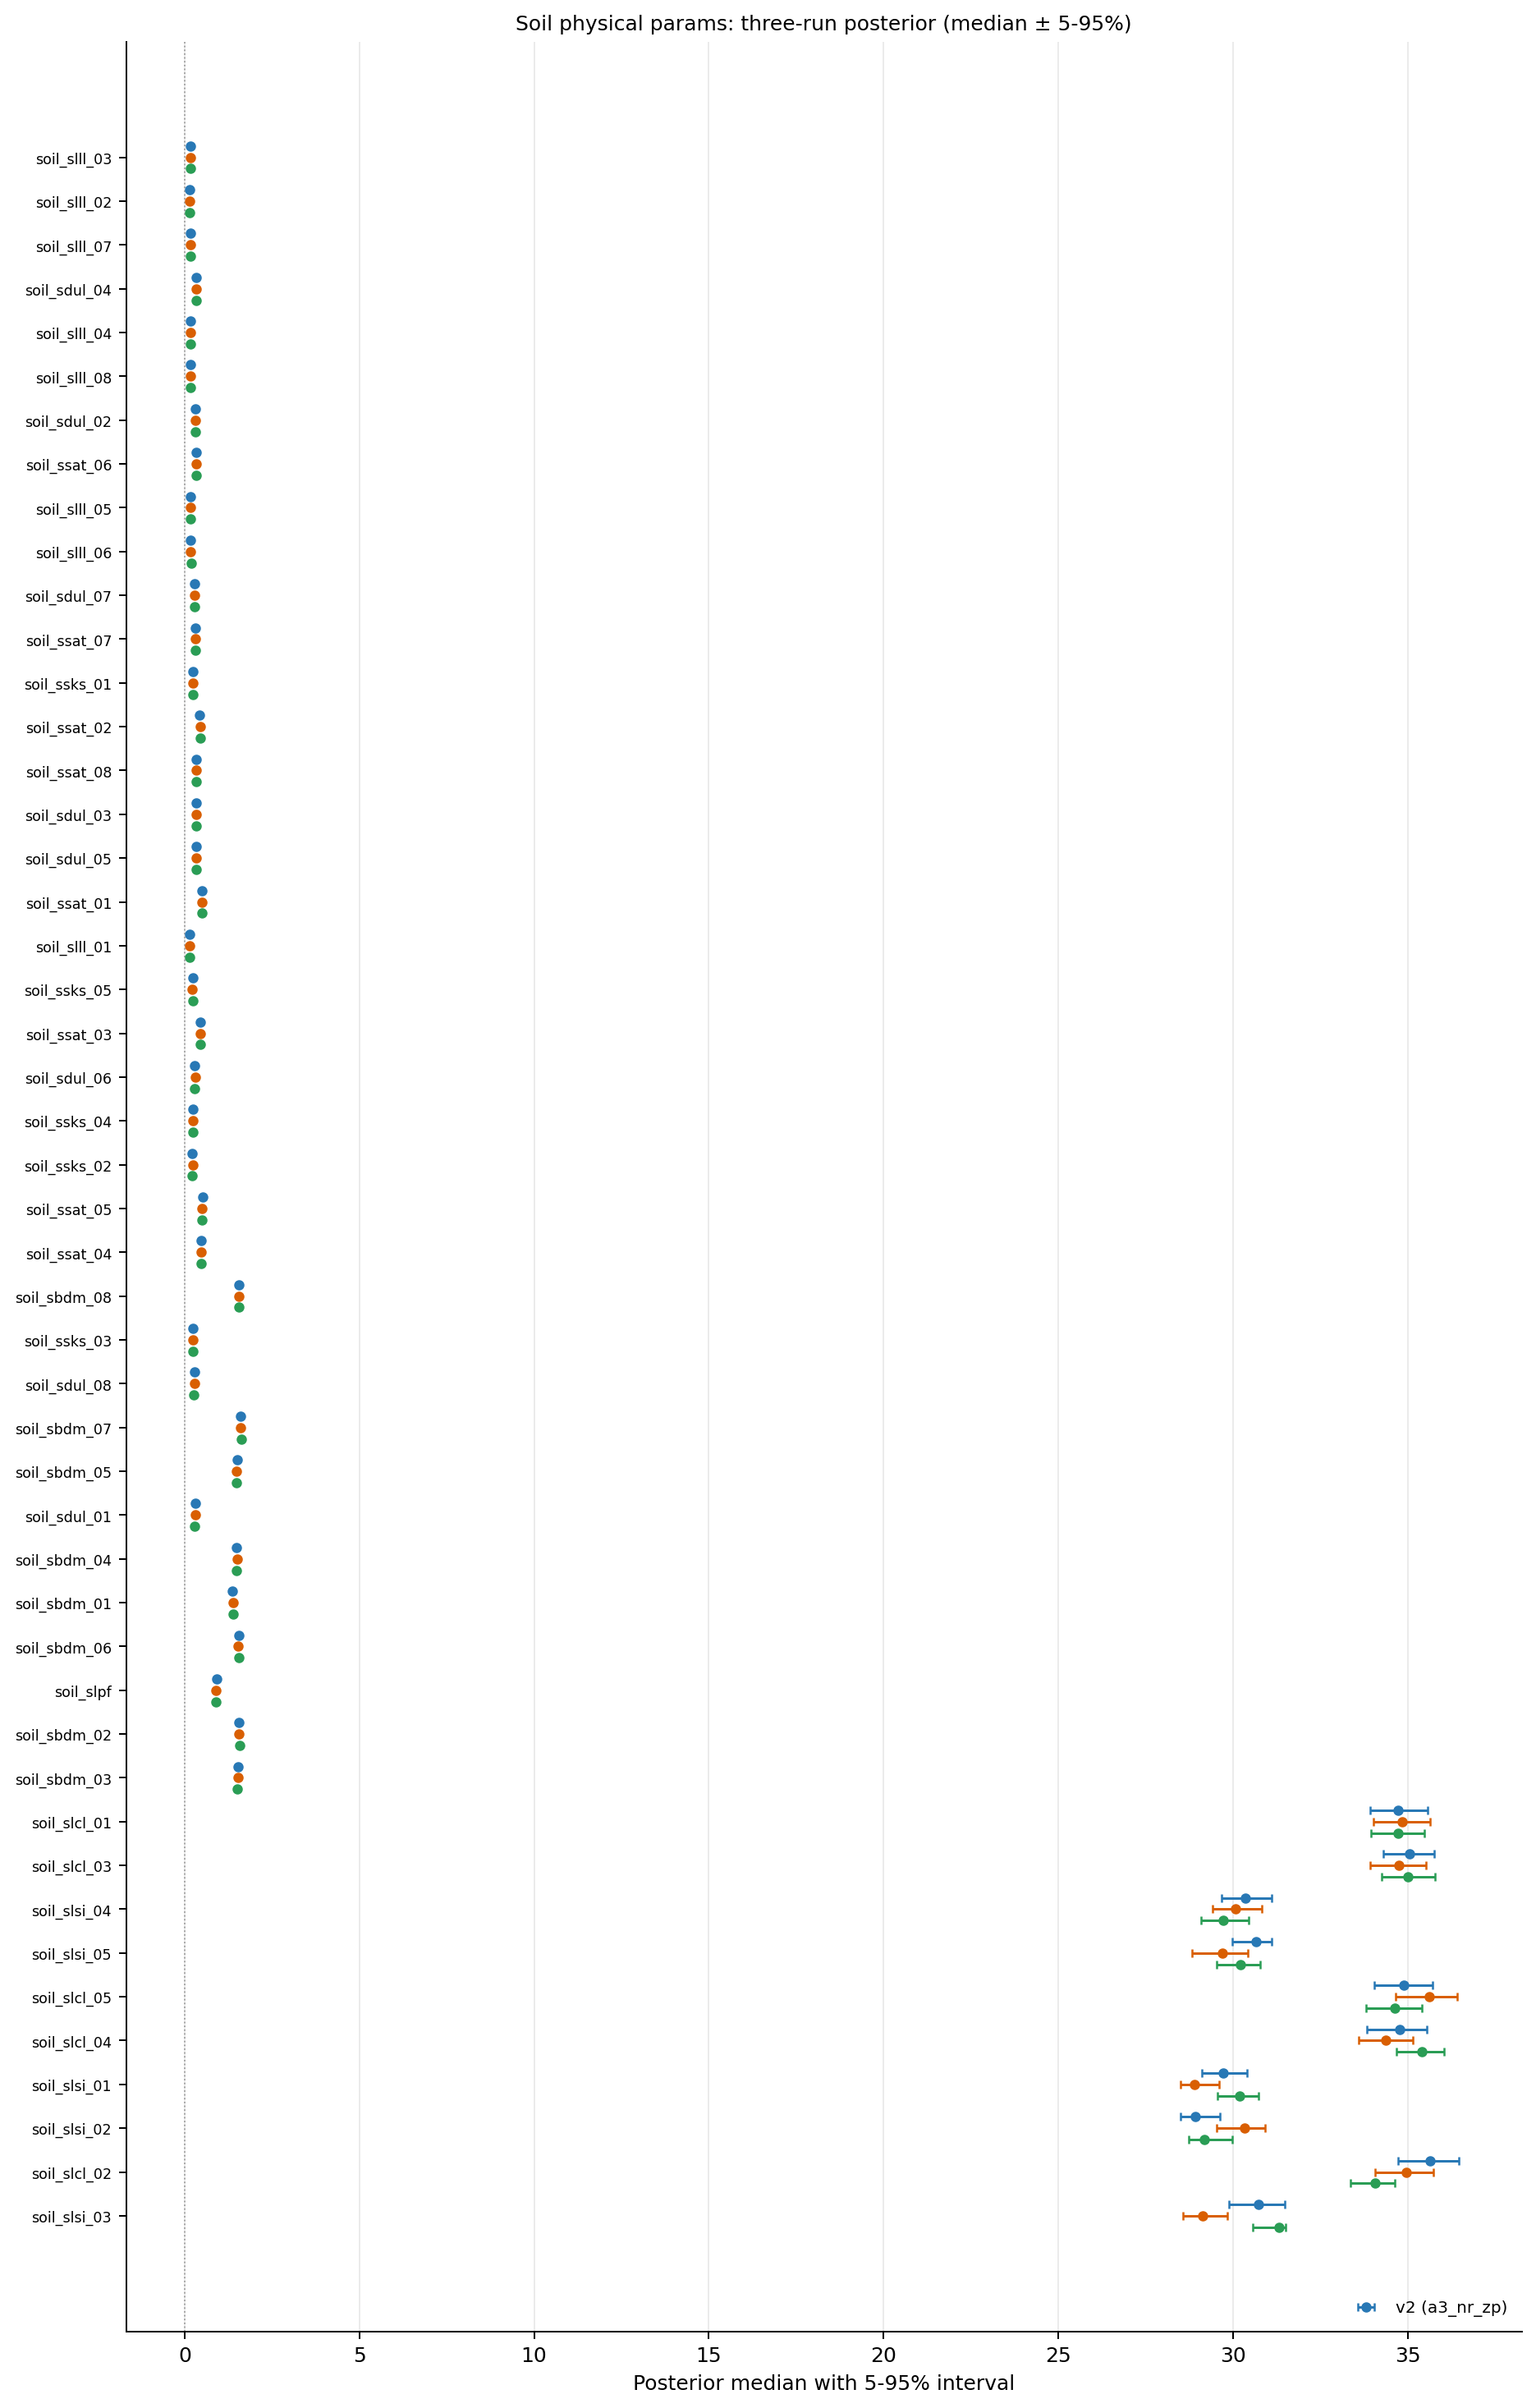 Soil physical params: three-run posterior (median ± 5-95%)
soil_slll_03
soil_slll_02
soil_slll_07
soil_sdul_04
soil_slll_04
soil_slll_08
soil_sdul_02
soil_ssat_06
soil_slll_05
soil_slll_06
soil_sdul_07
soil_ssat_07
soil_ssks_01
soil_ssat_02
soil_ssat_08
soil_sdul_03
soil_sdul_05
soil_ssat_01
soil_slll_01
soil_ssks_05
soil_ssat_03
soil_sdul_06
soil_ssks_04
soil_ssks_02
soil_ssat_05
soil_ssat_04
soil_sbdm_08
soil_ssks_03
soil_sdul_08
soil_sbdm_07
soil_sbdm_05
soil_sdul_01
soil_sbdm_04
soil_sbdm_01
soil_sbdm_06
soil_slpf
soil_sbdm_02
soil_sbdm_03
soil_slcl_01
soil_slcl_03
soil_slsi_04
soil_slsi_05
soil_slcl_05
soil_slcl_04
soil_slsi_01
soil_slsi_02
soil_slcl_02
soil_slsi_03
v2 (a3_nr_zp)
0 5 10 15 20 25 30 35
Posterior median with 5-95% interval